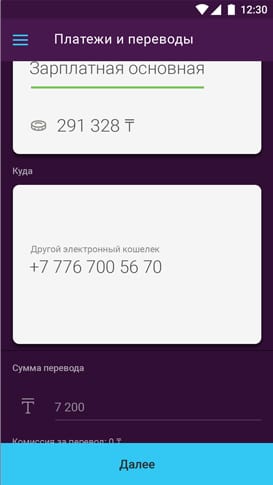 12:30
Платежи и переводы
Зарплатная основная
291 328 ₸
Куда
Другой электронный кошелек
+7 776 700 56 70
Сумма перевода
₸ 7 200
Комиссия за перевод: 0 ₸
Далее